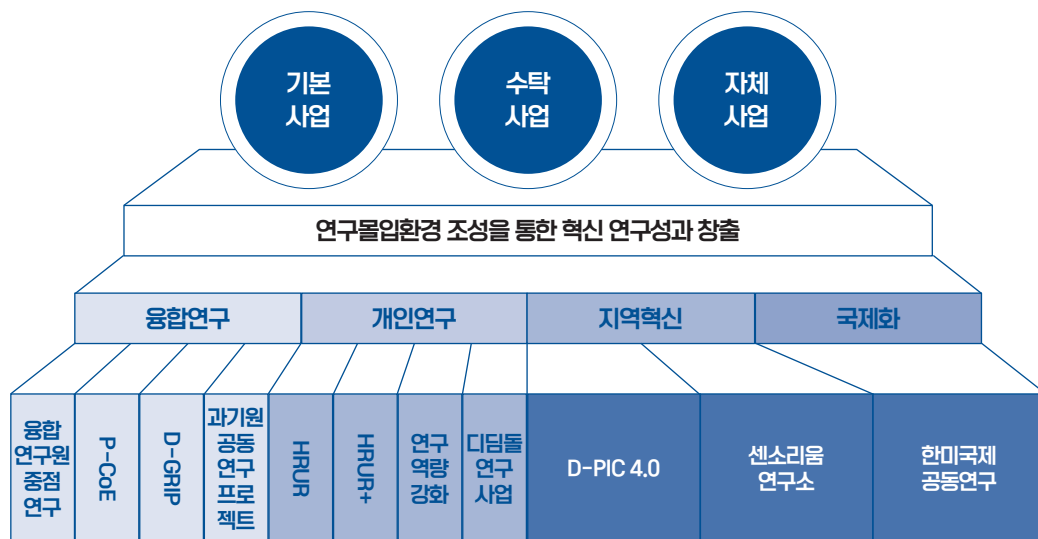 기본
사업
수탁
사업
자체
사업
연구몰입환경 조성을 통한 혁신 연구성과 창출
융합연구
개인연구
지역혁신
국제화
융합
연구원
중점
연구
P-CoE
D-GRIP
과기원
공동
연구
프로
젝트
HRUR
HRUR+
연구
역량
강화
디딤돌
연구
사업
D-PIC 4.0
센소리움
연구소
한미국제
공동연구